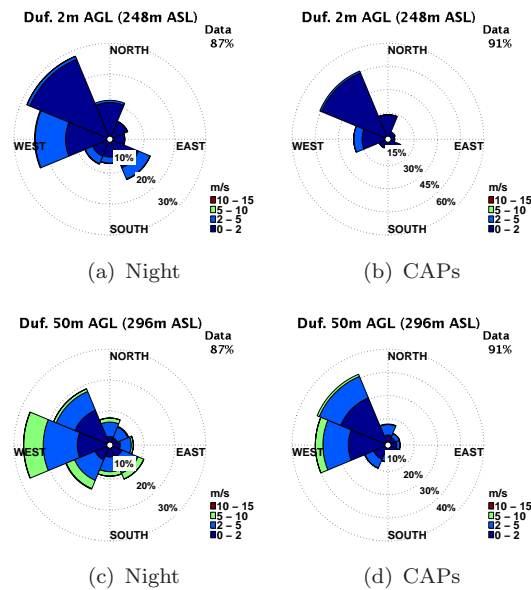 Duf. 2m AGL (248m ASL)
Data
87%
NORTH
WEST
EAST
10%
20%
30%
SOUTH
m/s
10 – 15
5 – 10
2 – 5
0 – 2
(a) Night
Duf. 2m AGL (248m ASL)
Data
91%
NORTH
WEST
EAST
15%
30%
45%
60%
SOUTH
m/s
10 – 15
5 – 10
2 – 5
0 – 2
(b) CAPs
Duf. 50m AGL (296m ASL)
Data
87%
NORTH
WEST
EAST
10%
20%
30%
SOUTH
m/s
10 – 15
5 – 10
2 – 5
0 – 2
(c) Night
Duf. 50m AGL (296m ASL)
Data
91%
NORTH
WEST
EAST
10%
20%
30%
40%
SOUTH
m/s
10 – 15
5 – 10
2 – 5
0 – 2
(d) CAPs